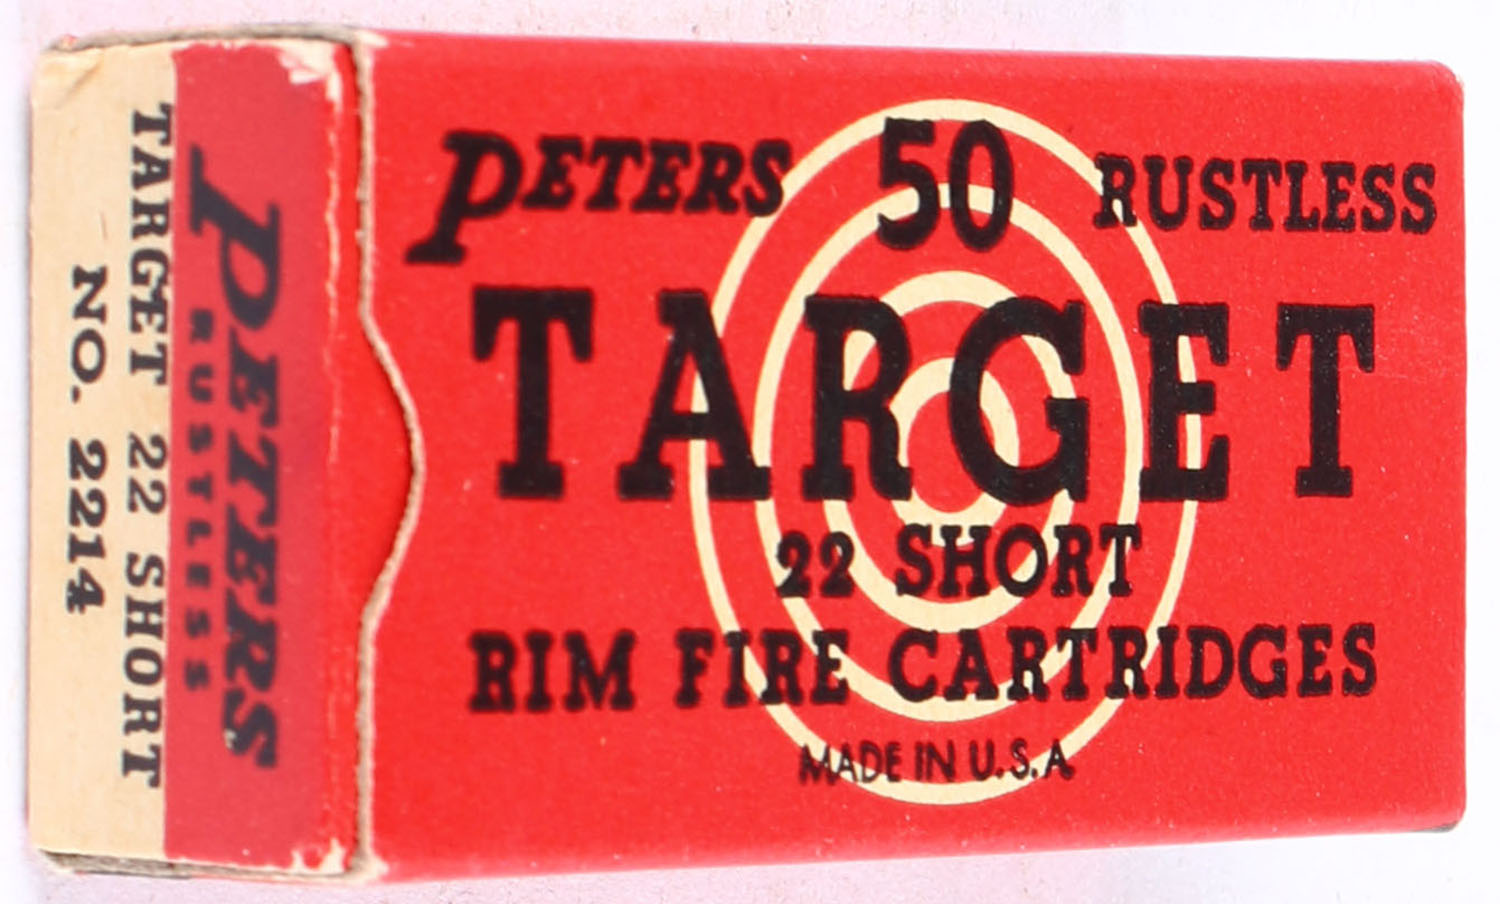 PETERS 50 RUSTLESS
TARGET
22 SHORT
RIM FIRE CARTRIDGES
MADE IN U.S.A.
PETERS
RUSTLESS
TARGET 22 SHORT
NO. 2214